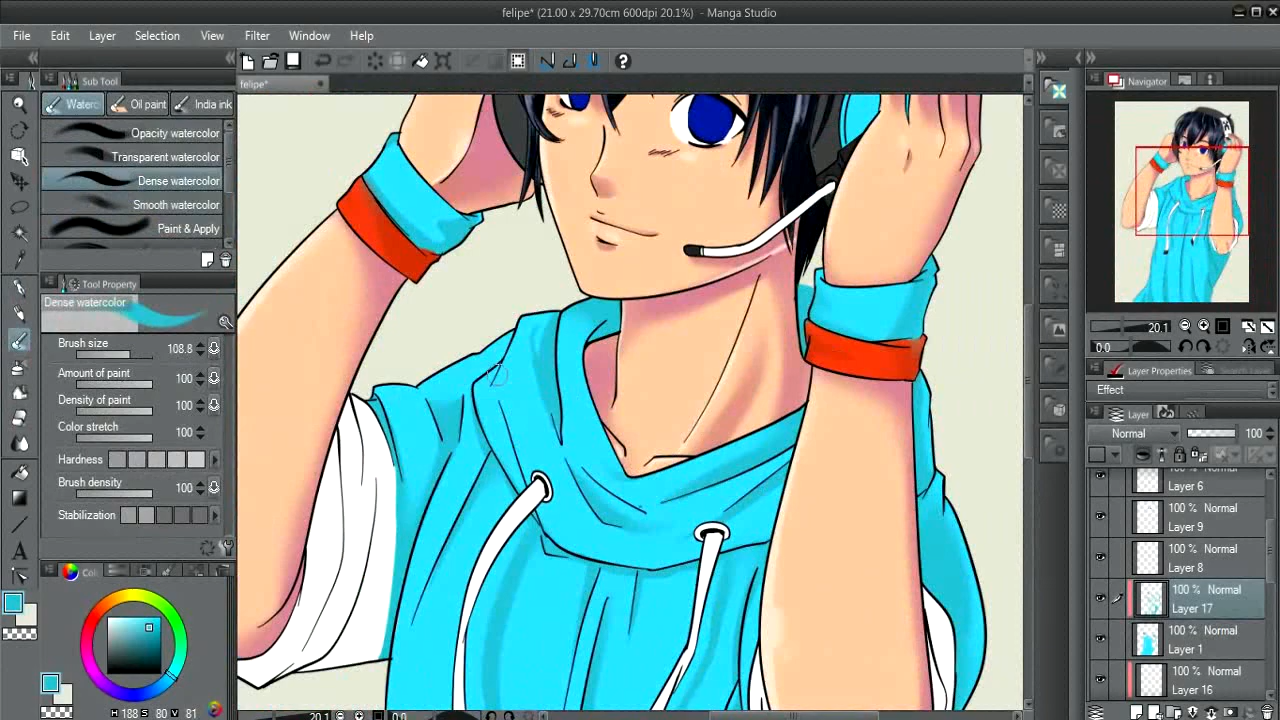 felipe* (21.00 x 29.70cm 600dpi 20.1%) - Manga Studio
File Edit Layer Selection View Filter Window Help
felipe*
Sub Tool
Oil paint India ink
Opacity watercolor
Transparent watercolor
Dense watercolor
Smooth watercolor
Paint & Apply
Tool Property
Dense watercolor
Brush size 108.8
Amount of paint 100
Density of paint 100
Color stretch 100
Hardness
Brush density 100
Stabilization
H 188 S 80 V 81
20.1 0.0
Navigator
20.1
0.0
Layer Properties Search Layer
Effect
Layer
Normal 100
Layer 6
100 % Normal
Layer 9
100 % Normal
Layer 8
100 % Normal
Layer 17
100 % Normal
Layer 1
100 % Normal
Layer 16